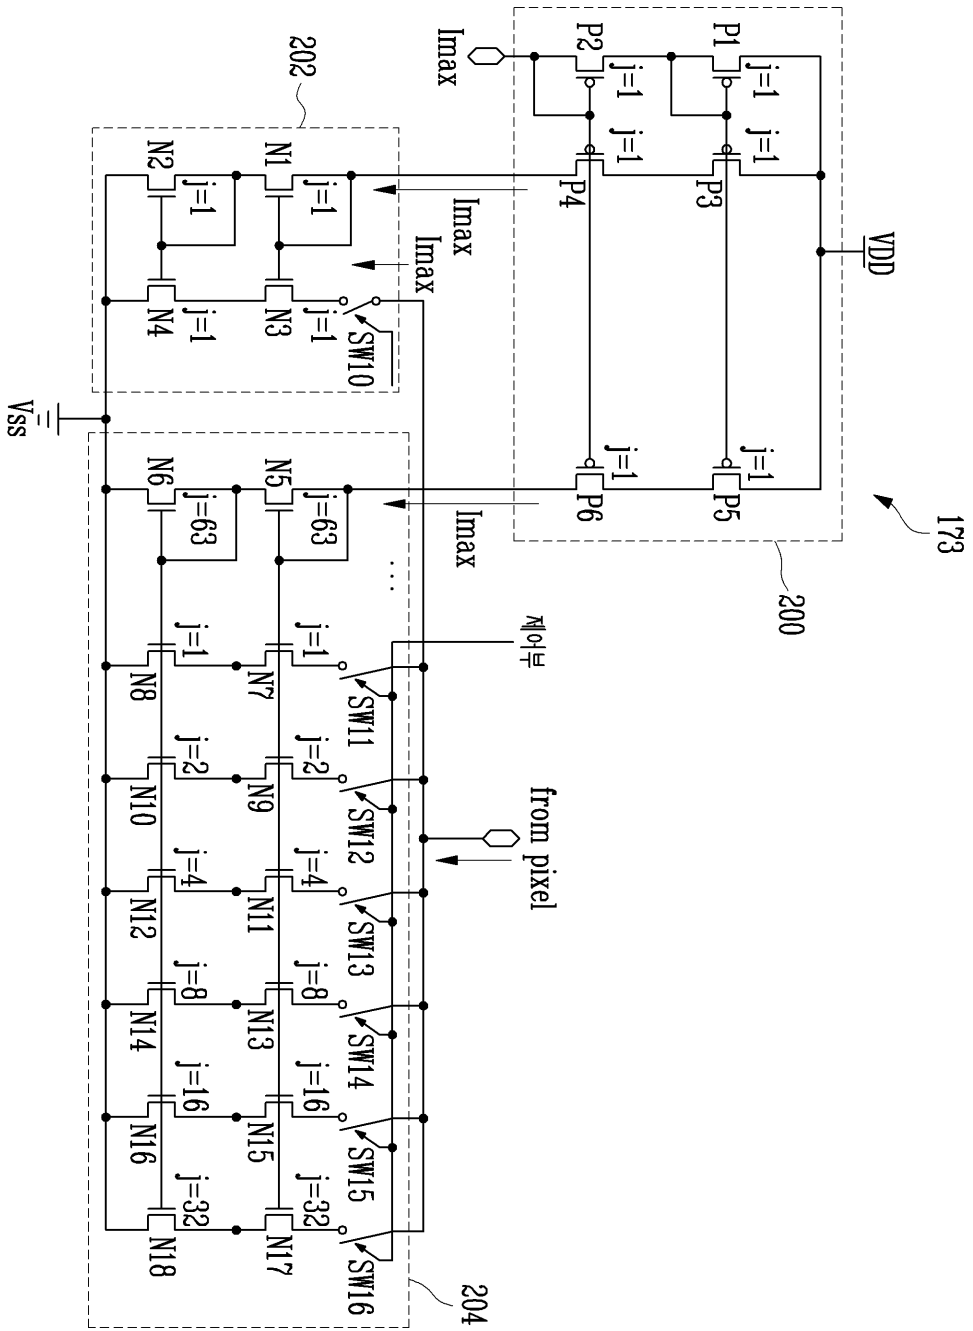 173
VDD
200
P1
j=1
j=1
P3
j=1
P5
P2
j=1
j=1
P4
j=1
P6
제어부
from pixel
Imax
Imax
Imax
Imax
204
202
SW10
SW11
SW12
SW13
SW14
SW15
SW16
j=1
j=1
j=63
j=1
j=2
j=4
j=8
j=16
j=32
N1
N3
N5
N7
N9
N11
N13
N15
N17
j=1
j=1
j=63
j=1
j=2
j=4
j=8
j=16
j=32
N2
N4
N6
N8
N10
N12
N14
N16
N18
Vss